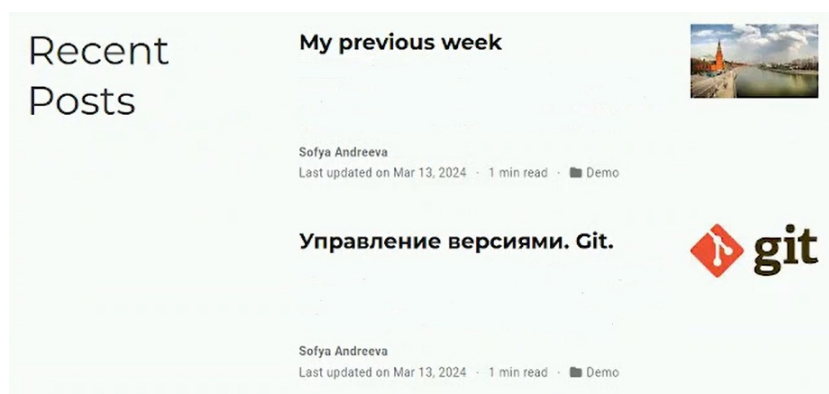 Recent
Posts
My previous week
Sofya Andreeva
Last updated on Mar 13, 2024 · 1 min read · Demo
Управление версиями. Git.
git
Sofya Andreeva
Last updated on Mar 13, 2024 · 1 min read · Demo